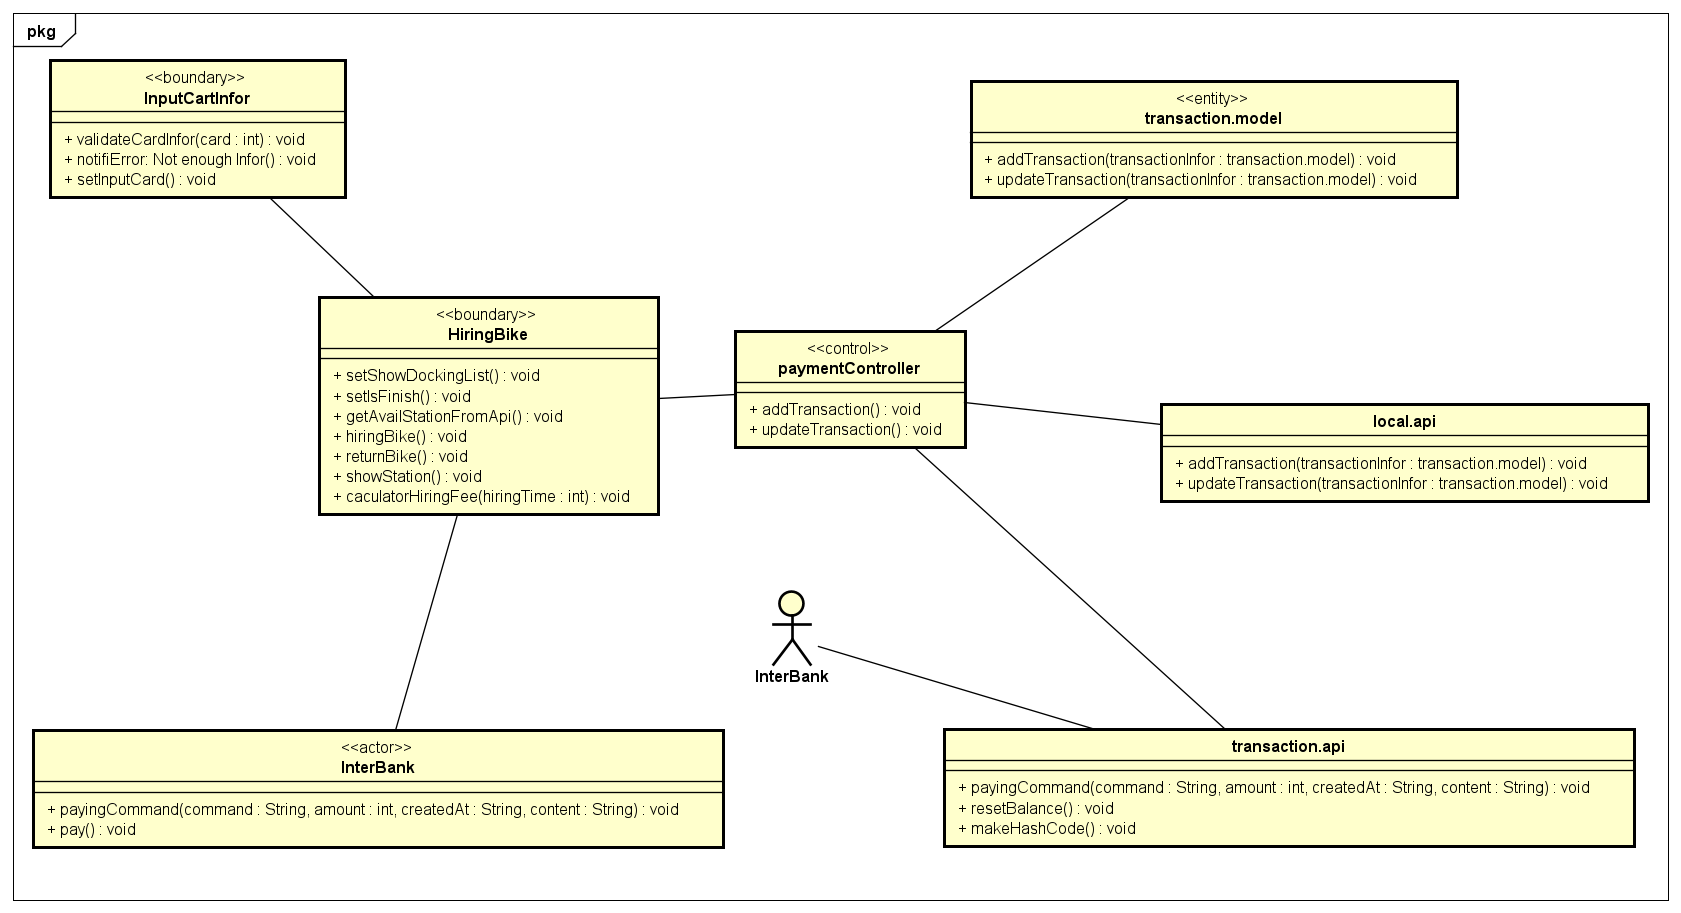 pkg
<<boundary>>
InputCartInfor
+ validateCardInfor(card : int) : void
+ notifiError: Not enough Infor() : void
+ setInputCard() : void
<<entity>>
transaction.model
+ addTransaction(transactionInfor : transaction.model) : void
+ updateTransaction(transactionInfor : transaction.model) : void
<<boundary>>
HiringBike
+ setShowDockingList() : void
+ setIsFinish() : void
+ getAvailStationFromApi() : void
+ hiringBike() : void
+ returnBike() : void
+ showStation() : void
+ caculatorHiringFee(hiringTime : int) : void
<<control>>
paymentController
+ addTransaction() : void
+ updateTransaction() : void
local.api
+ addTransaction(transactionInfor : transaction.model) : void
+ updateTransaction(transactionInfor : transaction.model) : void
InterBank
<<actor>>
InterBank
+ payingCommand(command : String, amount : int, createdAt : String, content : String) : void
+ pay() : void
transaction.api
+ payingCommand(command : String, amount : int, createdAt : String, content : String) : void
+ resetBalance() : void
+ makeHashCode() : void